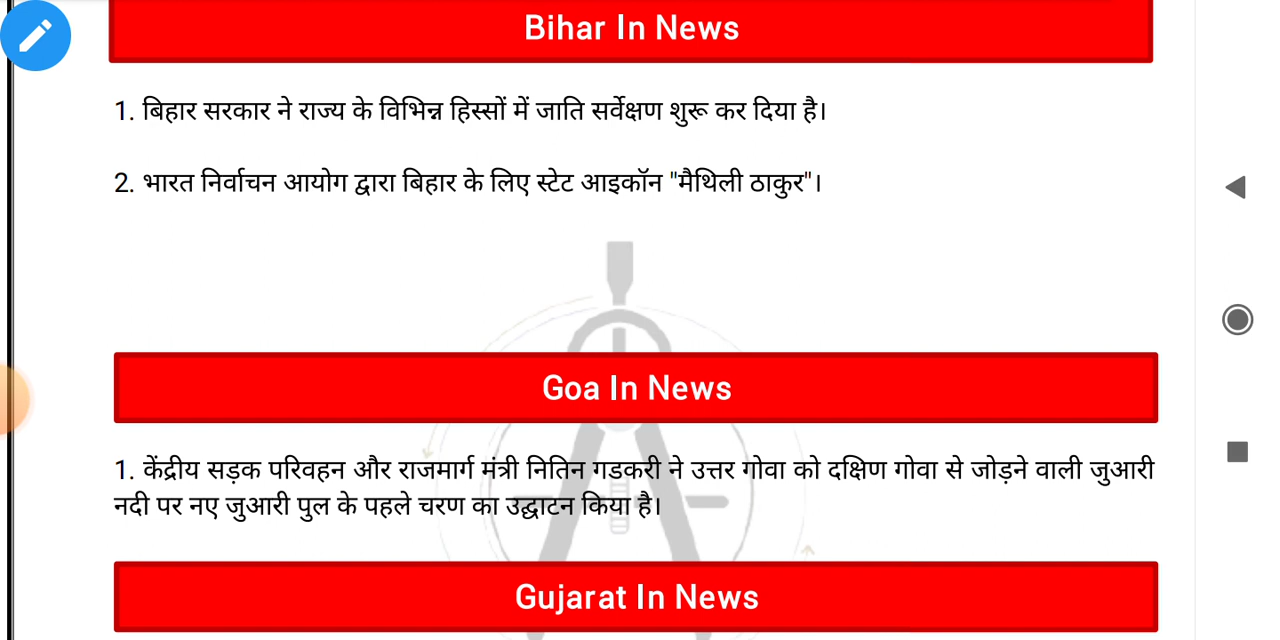 Bihar In News
1. बिहार सरकार ने राज्य के विभिन्न हिस्सों में जाति सर्वेक्षण शुरू कर दिया है।
2. भारत निर्वाचन आयोग द्वारा बिहार के लिए स्टेट आइकॉन "मैथिली ठाकुर"।
Goa In News
1. केंद्रीय सड़क परिवहन और राजमार्ग मंत्री नितिन गडकरी ने उत्तर गोवा को दक्षिण गोवा से जोड़ने वाली जुआरी
नदी पर नए जुआरी पुल के पहले चरण का उद्घाटन किया है।
Gujarat In News